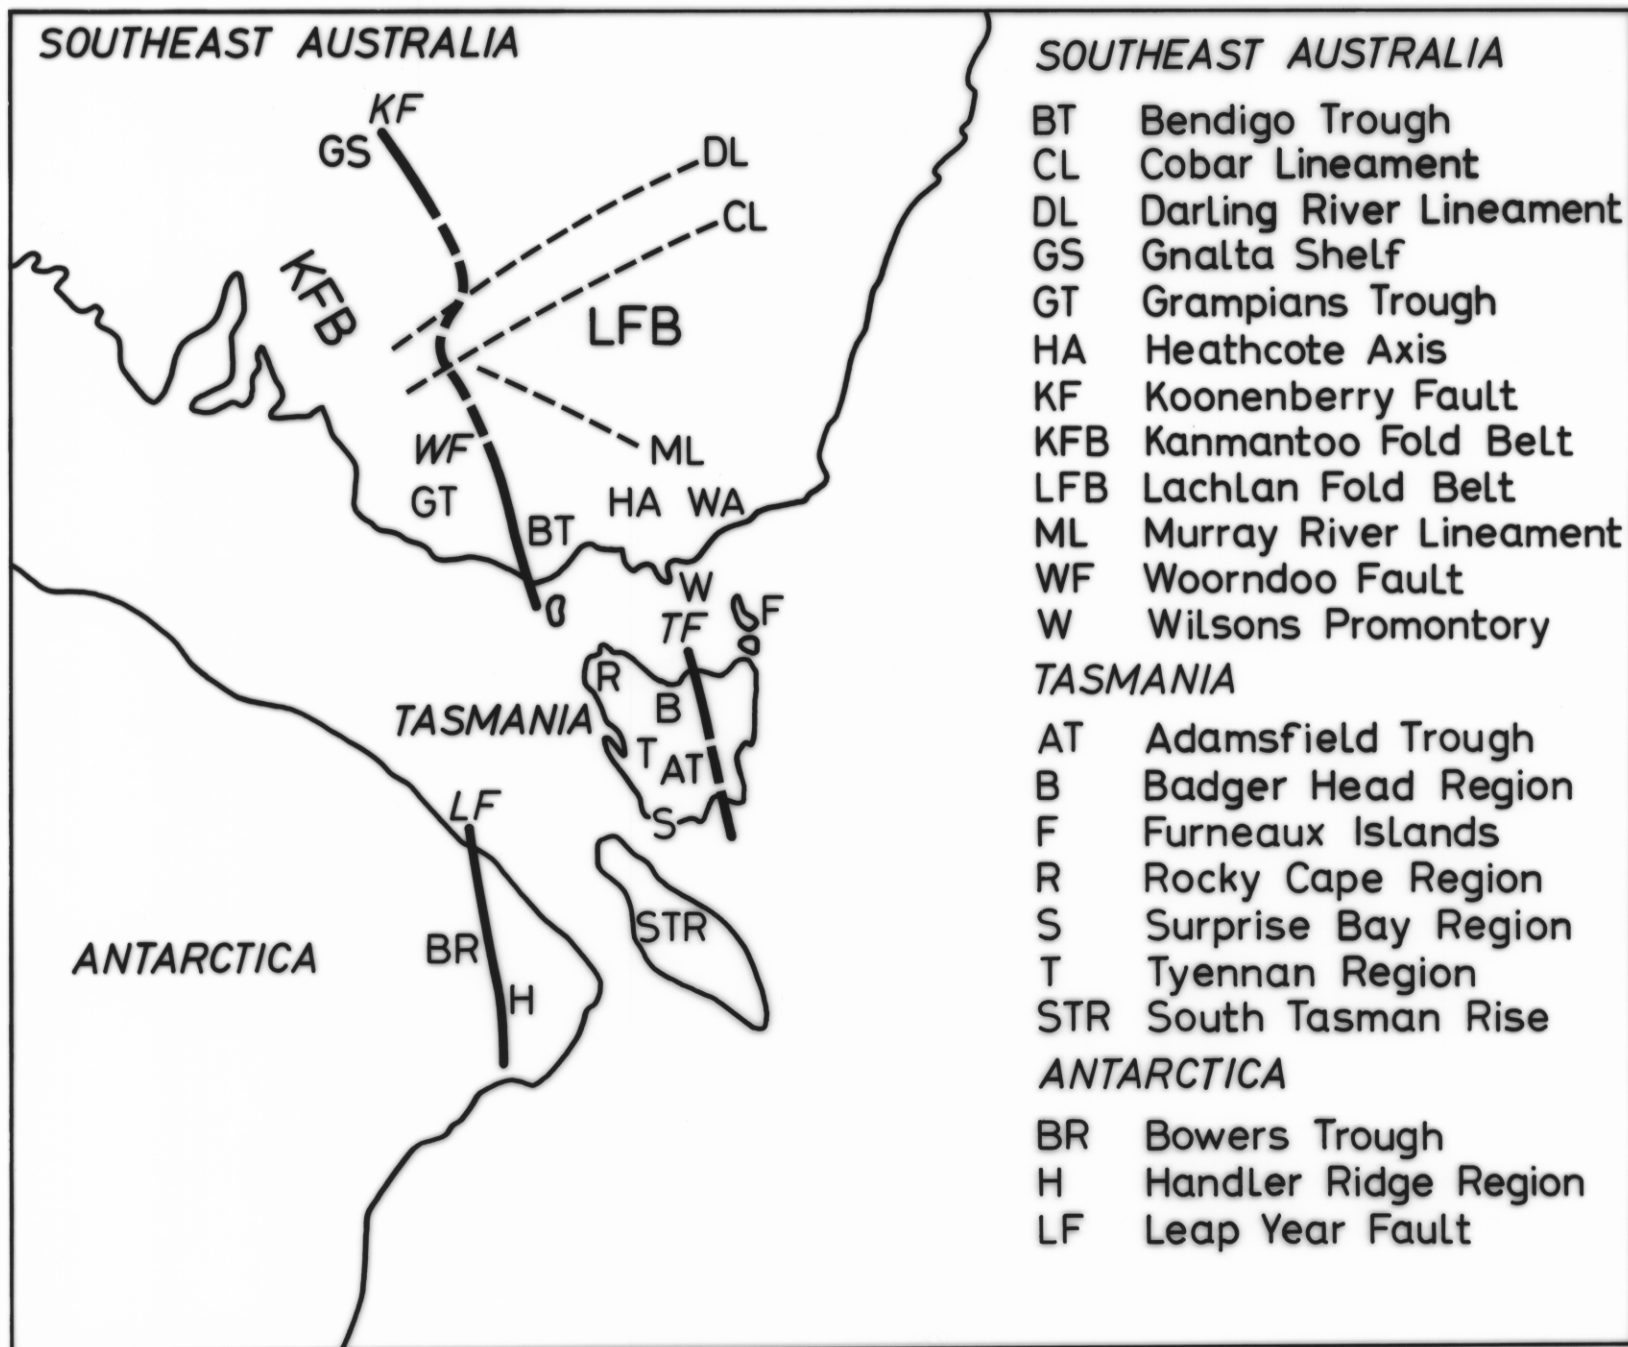 SOUTHEAST AUSTRALIA
KF
GS
DL
CL
KFB
LFB
WF
ML
GT
HA WA
BT
W
F
TF
R
B
TASMANIA
T
AT
LF
S
STR
BR
ANTARCTICA
H
SOUTHEAST AUSTRALIA
BT Bendigo Trough
CL Cobar Lineament
DL Darling River Lineament
GS Gnalta Shelf
GT Grampians Trough
HA Heathcote Axis
KF Koonenberry Fault
KFB Kanmantoo Fold Belt
LFB Lachlan Fold Belt
ML Murray River Lineament
WF Woorndoo Fault
W Wilsons Promontory
TASMANIA
AT Adamsfield Trough
B Badger Head Region
F Furneaux Islands
R Rocky Cape Region
S Surprise Bay Region
T Tyennan Region
STR South Tasman Rise
ANTARCTICA
BR Bowers Trough
H Handler Ridge Region
LF Leap Year Fault